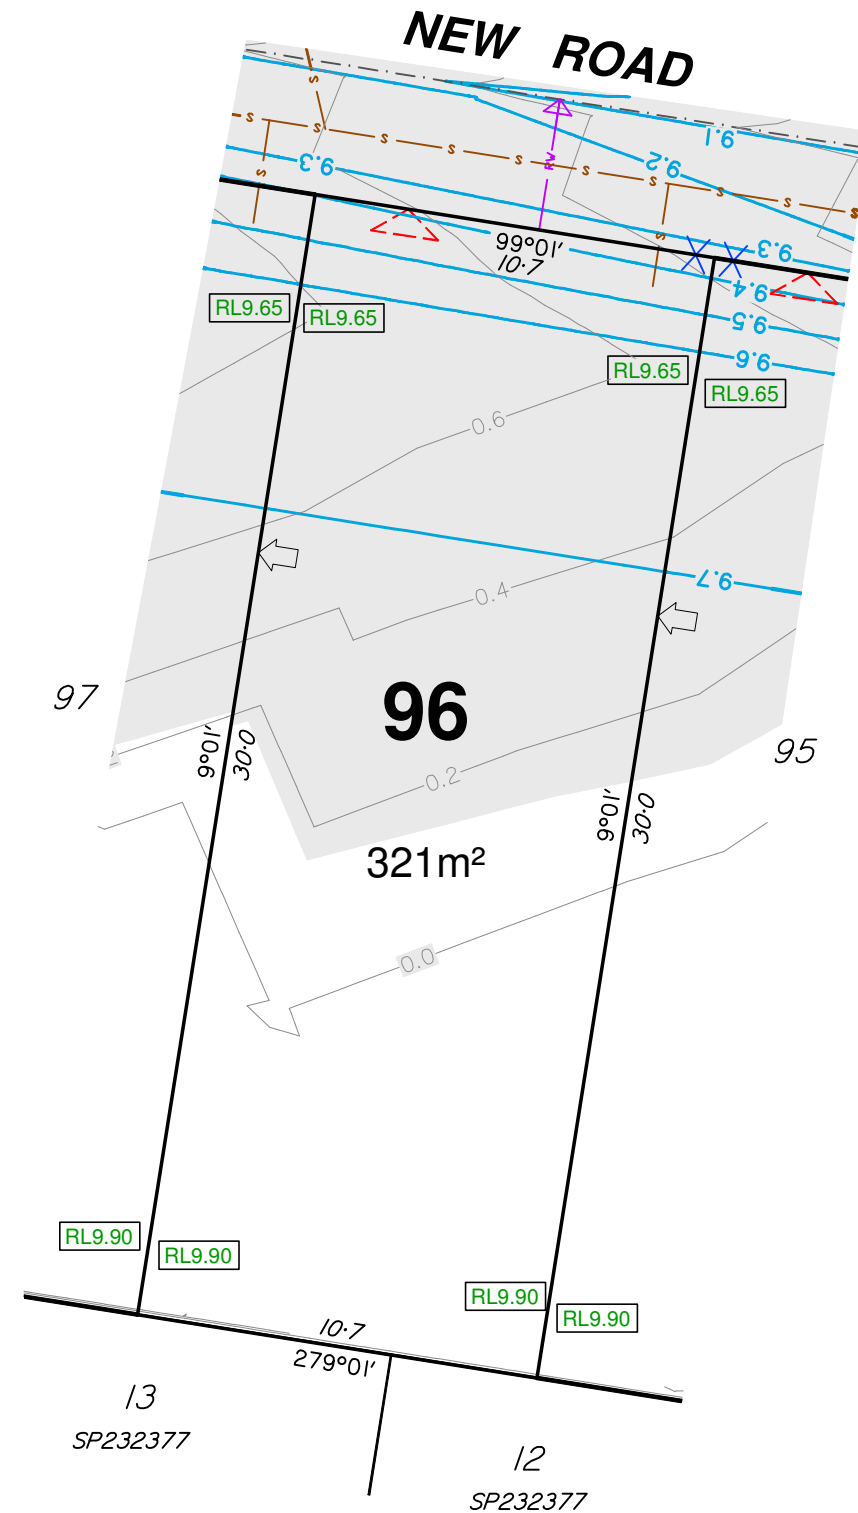 NEW ROAD
S
S
S
S
S
S
S
S
S
S
S
S
S
RW
9.1
9.2
9.3
9.3
9.4
9.5
9.6
99°01'
10·7
RL9.65
RL9.65
RL9.65
RL9.65
0.6
9.7
0.4
97
96
95
9°01'
30·0
0.2
9°01'
30·0
321m²
0.0
RL9.90
RL9.90
RL9.90
RL9.90
10·7
279°01'
13
SP232377
12
SP232377